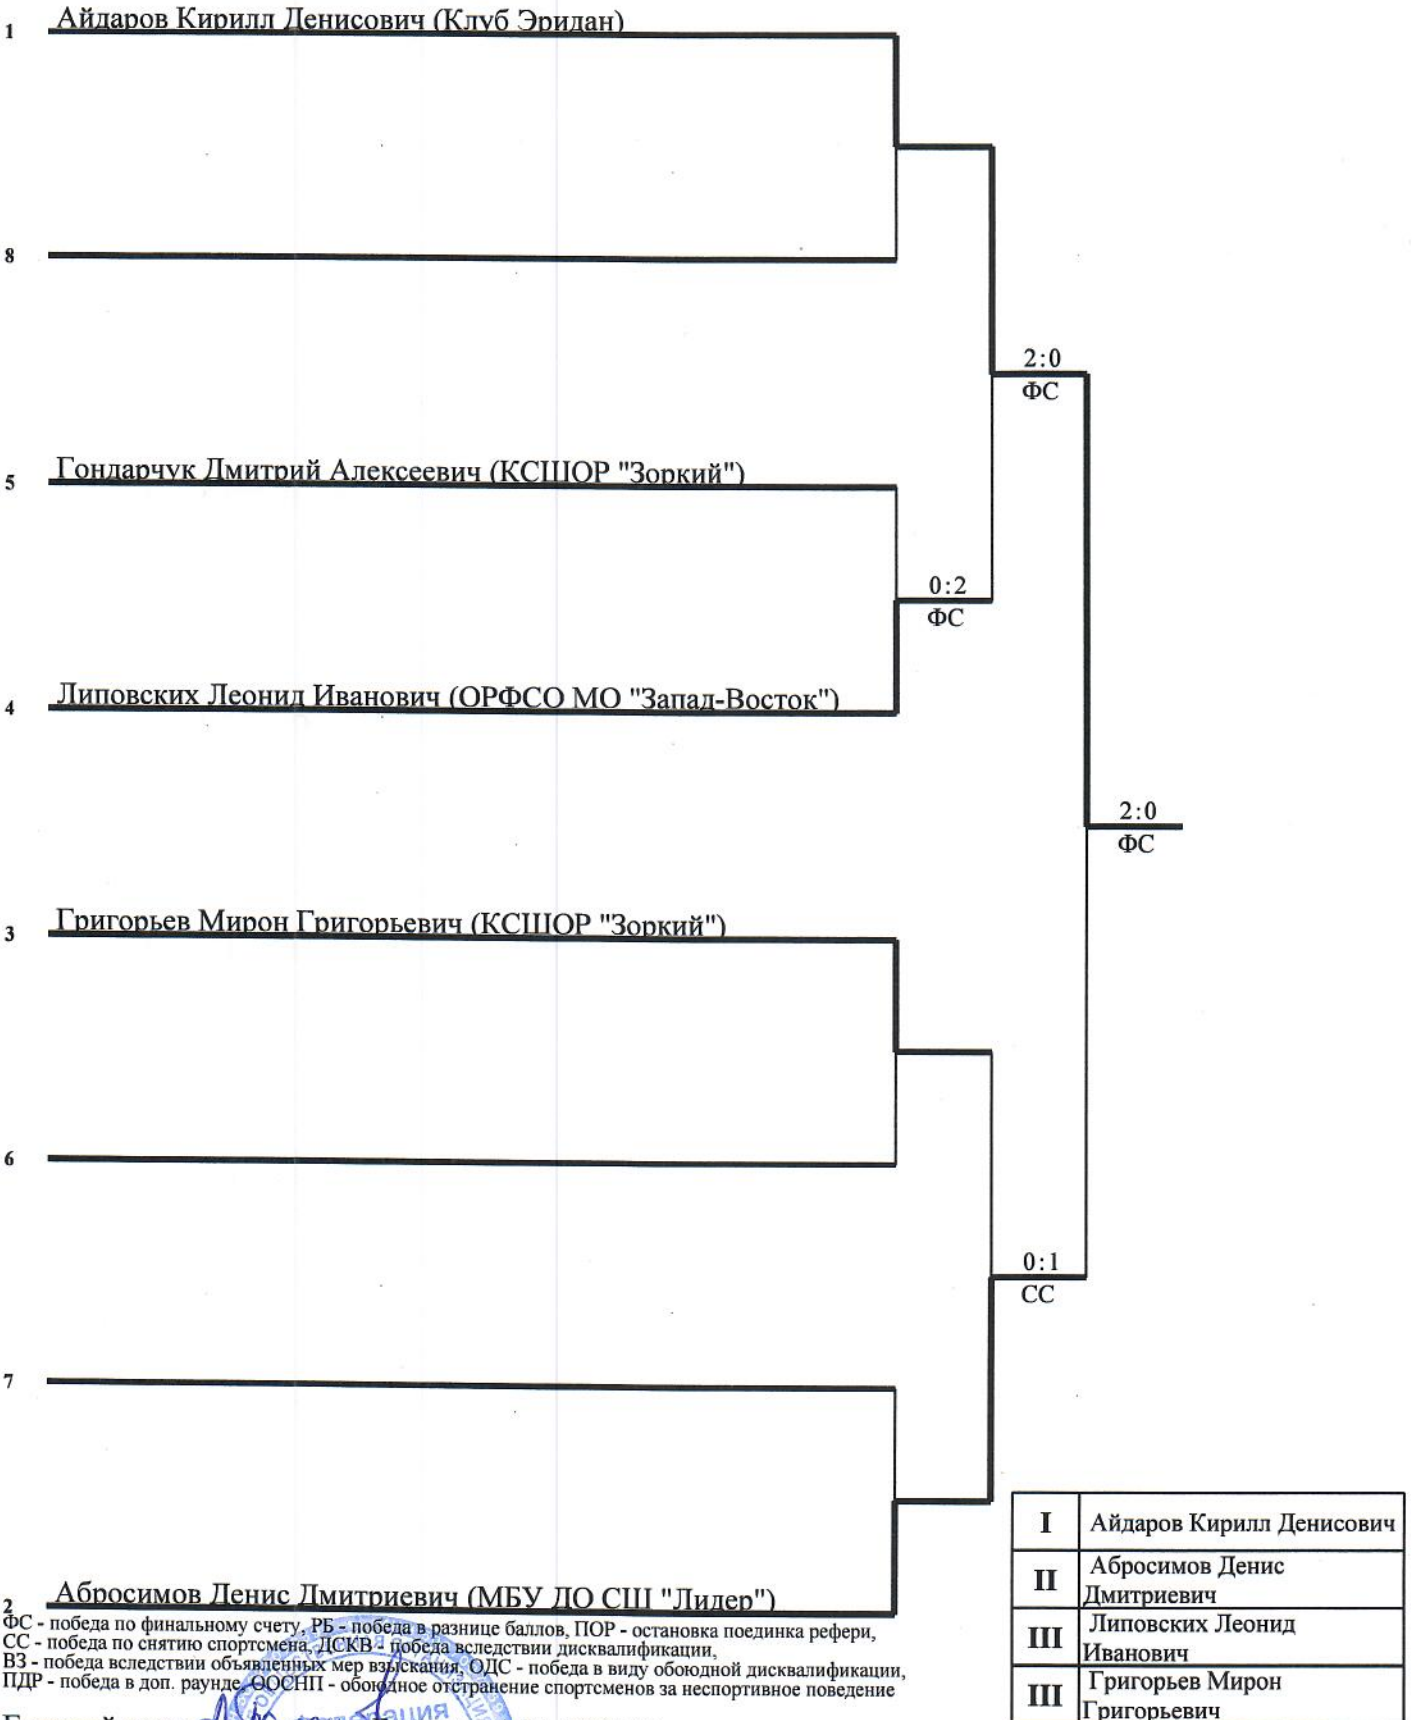 1 Айдаров Кирилл Денисович (Клуб Эридан)
8
2:0
ФС
5 Гондарчук Дмитрий Алексеевич (КСШОР "Зоркий")
0:2
ФС
4 Липовских Леонид Иванович (ОРФСО МО "Запад-Восток")
2:0
ФС
3 Григорьев Мирон Григорьевич (КСШОР "Зоркий")
6
0:1
СС
7
2 Абросимов Денис Дмитриевич (МБУ ДО СШ "Лидер")
I Айдаров Кирилл Денисович
II Абросимов Денис
Дмитриевич
III Липовских Леонид
Иванович
III Григорьев Мирон
Григорьевич
ФС - победа по финальному счету, РБ - победа в разнице баллов, ПОР - остановка поединка рефери,
СС - победа по снятию спортсмена, ДСКВ - победа вследствии дисквалификации,
ВЗ - победа вследствии объявленных мер взыскания, ОДС - победа в виду обоюдной дисквалификации,
ПДР - победа в доп. раунде, ООСНП - обоюдное отстранение спортсменов за неспортивное поведение